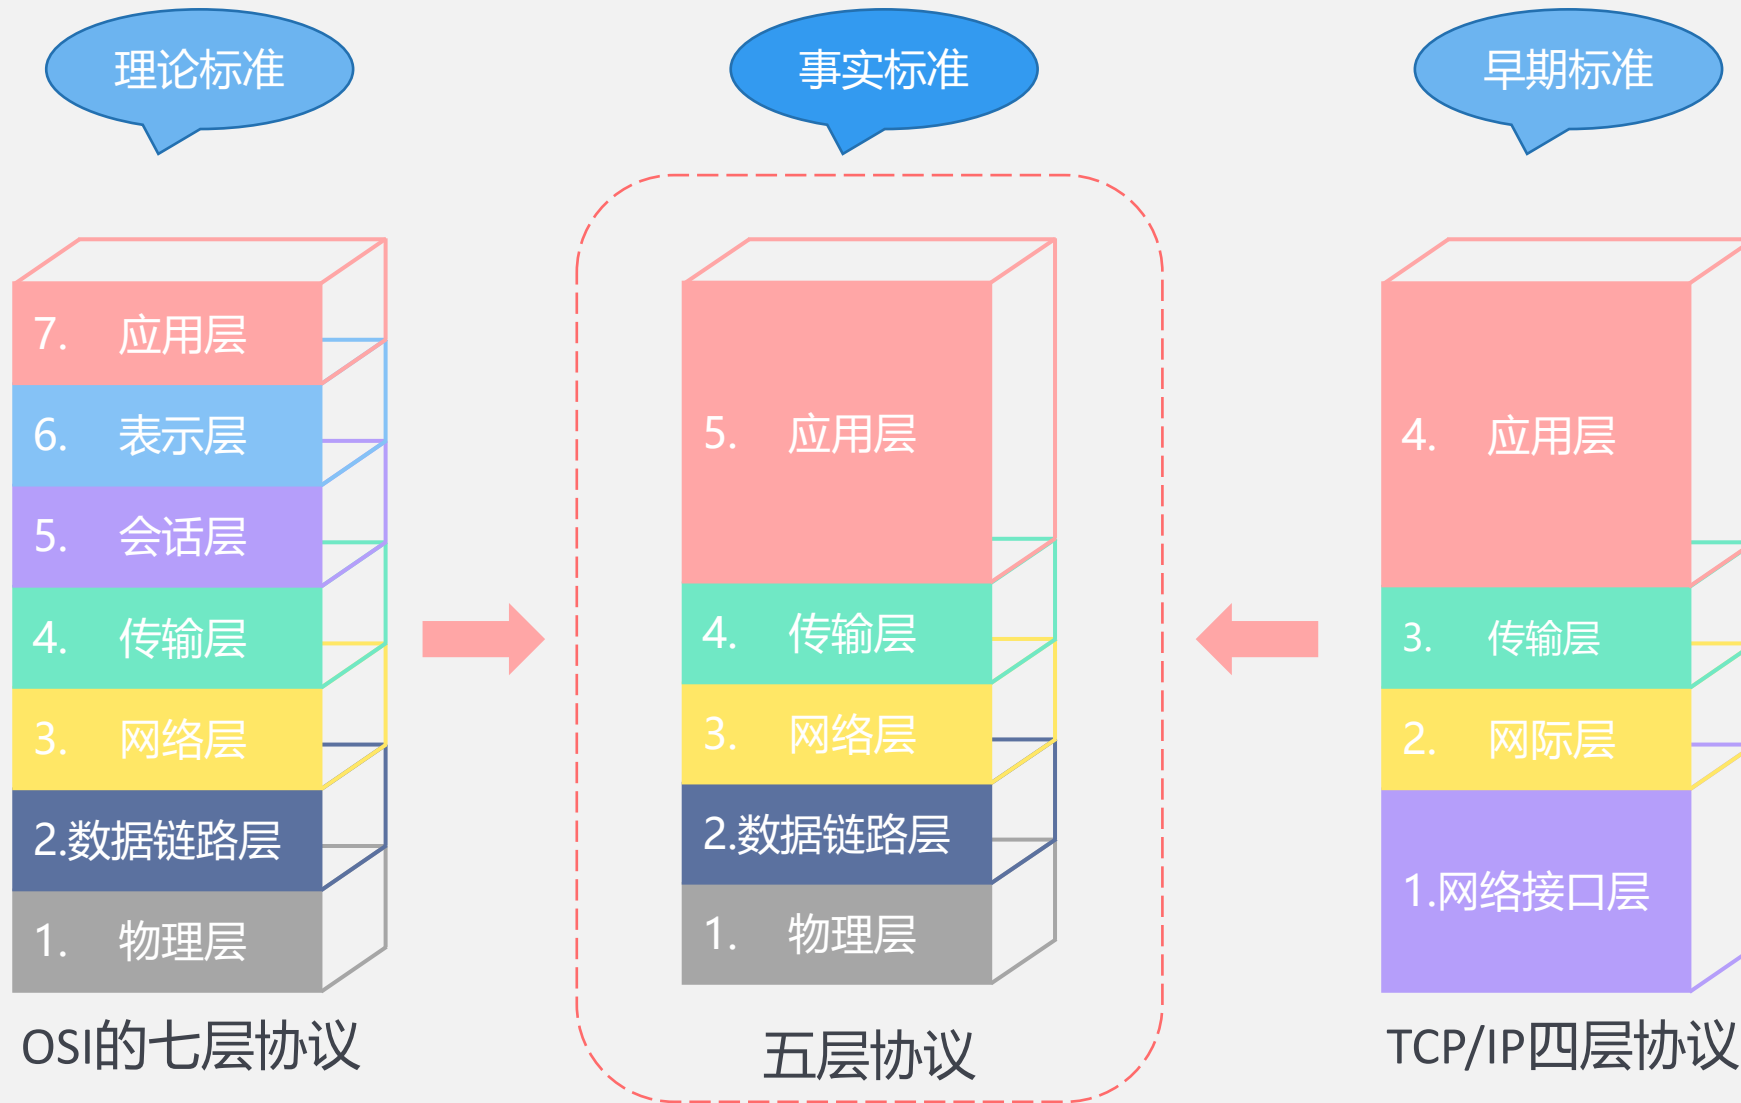 理论标准
事实标准
早期标准
7. 应用层
6. 表示层
5. 会话层
4. 传输层
3. 网络层
2.数据链路层
1. 物理层
OSI的七层协议
5. 应用层
4. 传输层
3. 网络层
2.数据链路层
1. 物理层
五层协议
4. 应用层
3. 传输层
2. 网际层
1.网络接口层
TCP/IP四层协议